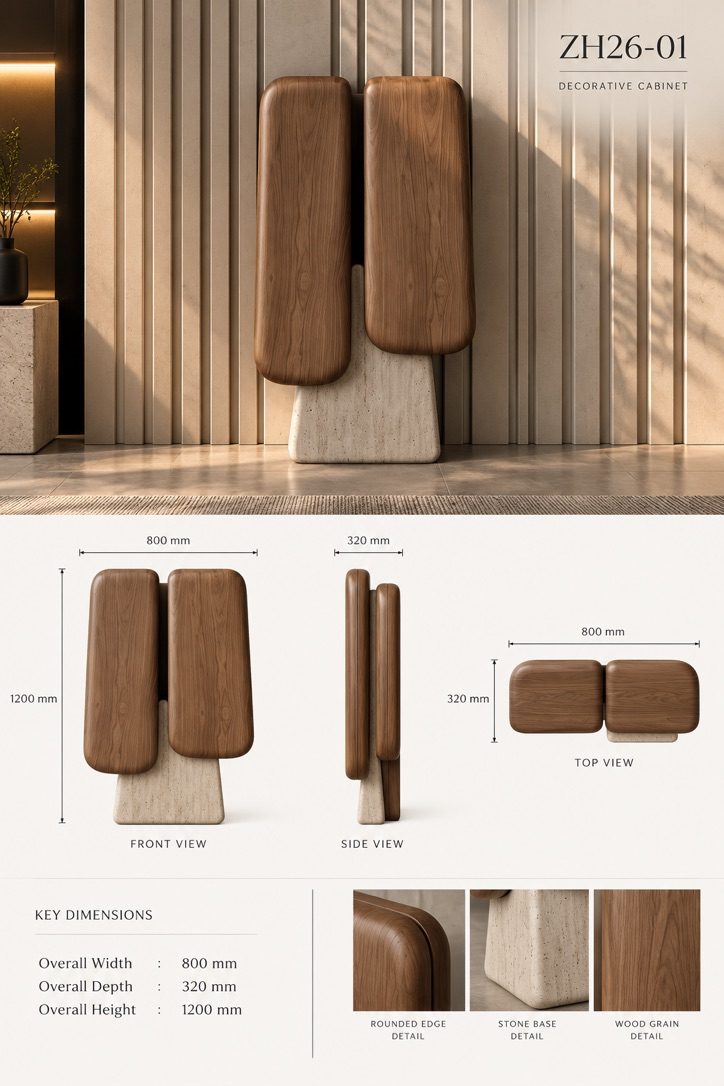 ZH26-01
DECORATIVE CABINET
800 mm
320 mm
1200 mm
800 mm
320 mm
FRONT VIEW
SIDE VIEW
TOP VIEW
KEY DIMENSIONS
Overall Width : 800 mm
Overall Depth : 320 mm
Overall Height : 1200 mm
ROUNDED EDGE
DETAIL
STONE BASE
DETAIL
WOOD GRAIN
DETAIL